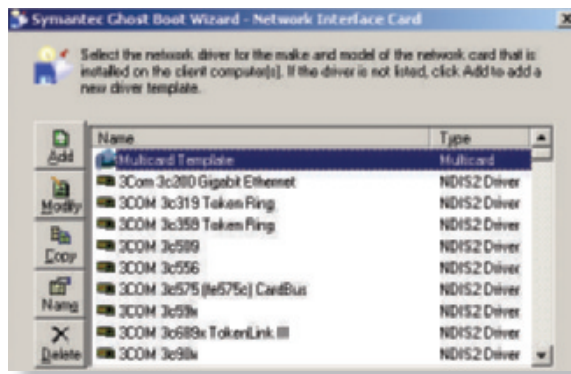 Symantec Ghost Boot Wizard - Network Interface Card
Select the network driver for the make and model of the network card that is
installed on the client computer(s). If the driver is not listed, click Add to add a
new driver template.
Add
Modify
Copy
Name
Delete
Name Type
Multicard Template Multicard
3Com 3c200 Gigabit Ethernet NDIS2 Driver
3COM 3c319 Token Ring NDIS2 Driver
3COM 3c359 Token Ring NDIS2 Driver
3COM 3c509 NDIS2 Driver
3COM 3c556 NDIS2 Driver
3COM 3c575 (fe575c) CardBus NDIS2 Driver
3COM 3c59x NDIS2 Driver
3COM 3c689x TokenLink III NDIS2 Driver
3COM 3c90x NDIS2 Driver